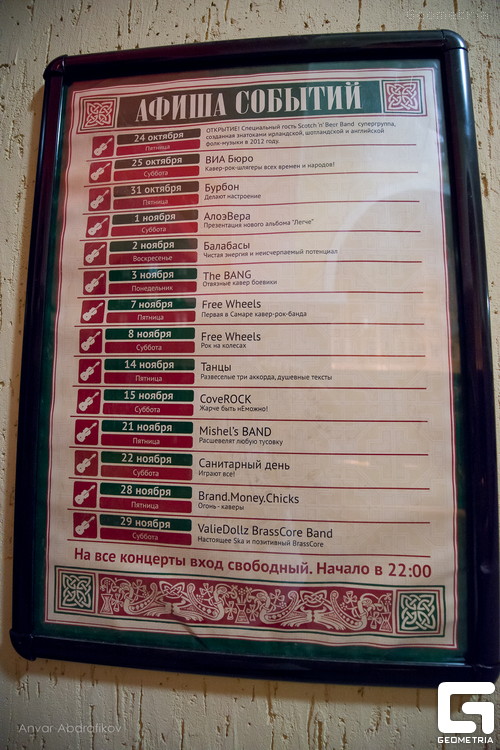 АФИША СОБЫТИЙ
24 октября
Пятница
ОТКРЫТИЕ! Специальный гость Scotch'n'Beer Band супергруппа,
созданная знатоками ирландской, шотландской и английской
фолк-музыки в 2012 году.
25 октября
Суббота
ВИА Бюро
Кавер-рок-шлягеры всех времен и народов!
31 октября
Пятница
Бурбон
Делают настроение
1 ноября
Суббота
АлоэВера
Презентация нового альбома "Легче"
2 ноября
Воскресенье
Балабасы
Чистая энергия и неисчерпаемый потенциал
3 ноября
Понедельник
The BANG
Отвязные кавер боевики
7 ноября
Пятница
Free Wheels
Первая в Самаре кавер-рок-банда
8 ноября
Суббота
Free Wheels
Рок на колесах
14 ноября
Пятница
Танцы
Развеселые три аккорда, душевные тексты
15 ноября
Суббота
CoveROCK
Жарче быть нЕможно!
21 ноября
Пятница
Mishel's BAND
Расшевелят любую тусовку
22 ноября
Суббота
Санитарный день
Играют все!
28 ноября
Пятница
Brand.Money.Chicks
Огонь - каверы
29 ноября
Суббота
ValieDollz BrassCore Band
Настоящее Ska и позитивный BrassCore
На все концерты вход свободный. Начало в 22:00
Anvar Abdrafikov
GEOMETRIA